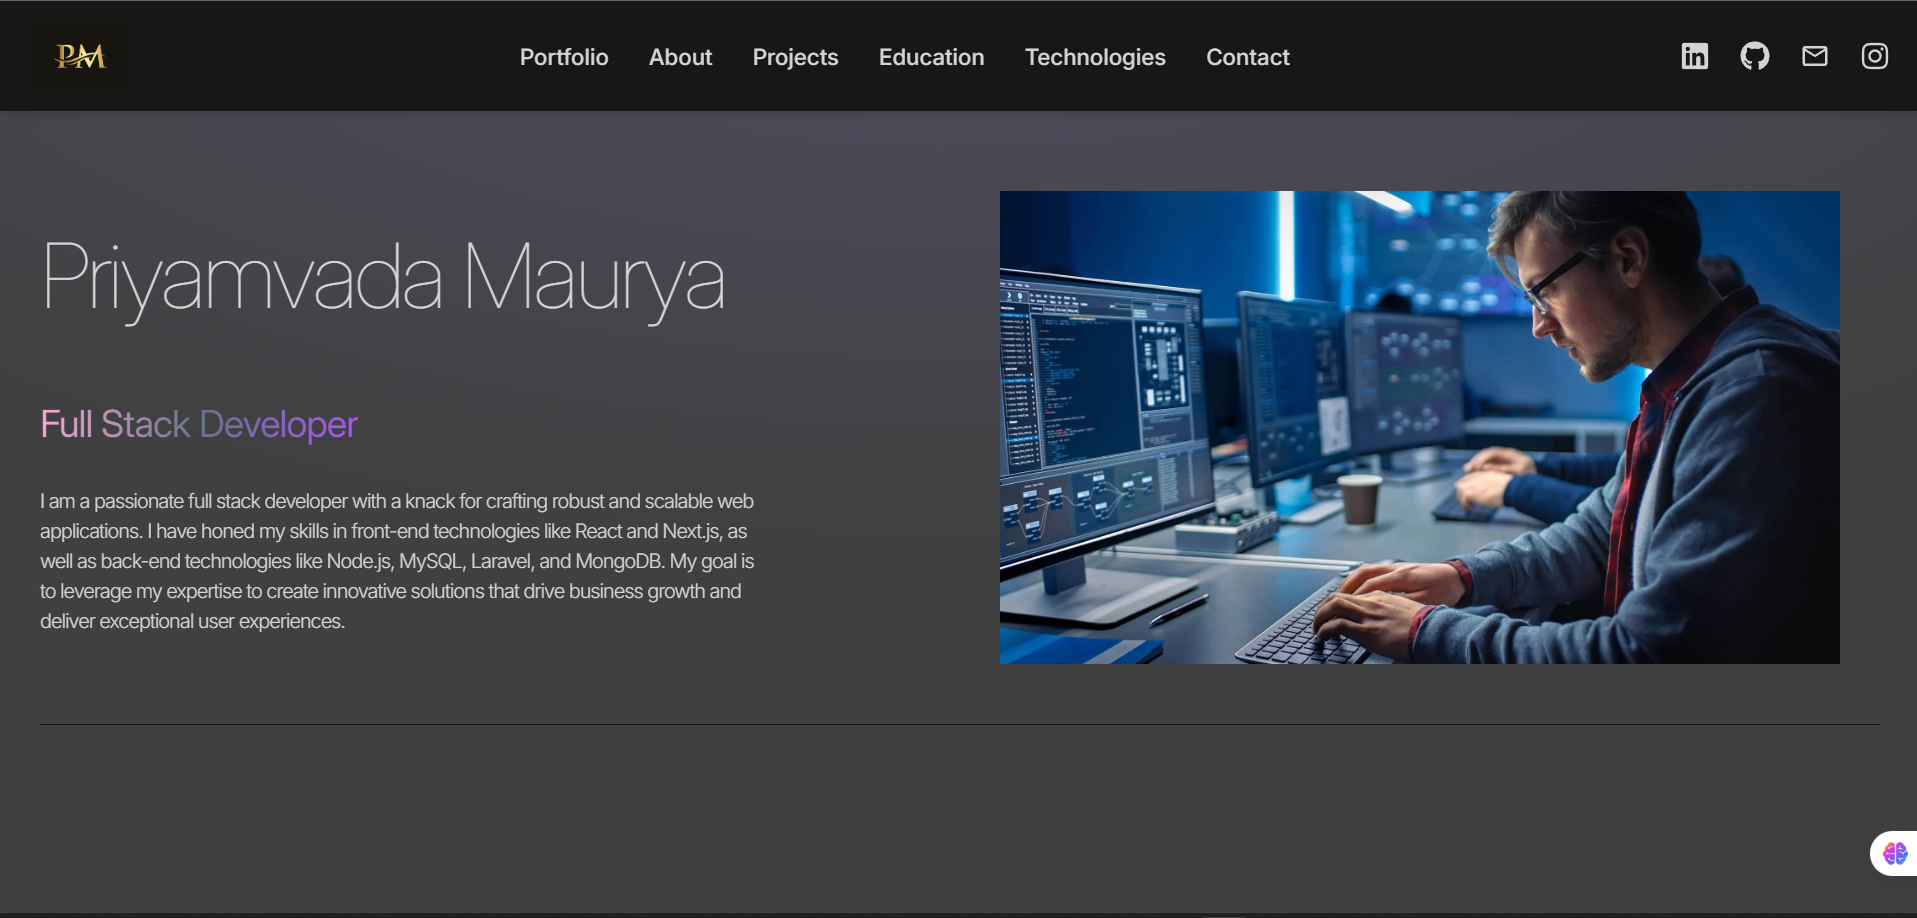 PM
Portfolio About Projects Education Technologies Contact
Priyamvada Maurya
Full Stack Developer
I am a passionate full stack developer with a knack for crafting robust and scalable web
applications. I have honed my skills in front-end technologies like React and Next.js, as
well as back-end technologies like Node.js, MySQL, Laravel, and MongoDB. My goal is
to leverage my expertise to create innovative solutions that drive business growth and
deliver exceptional user experiences.